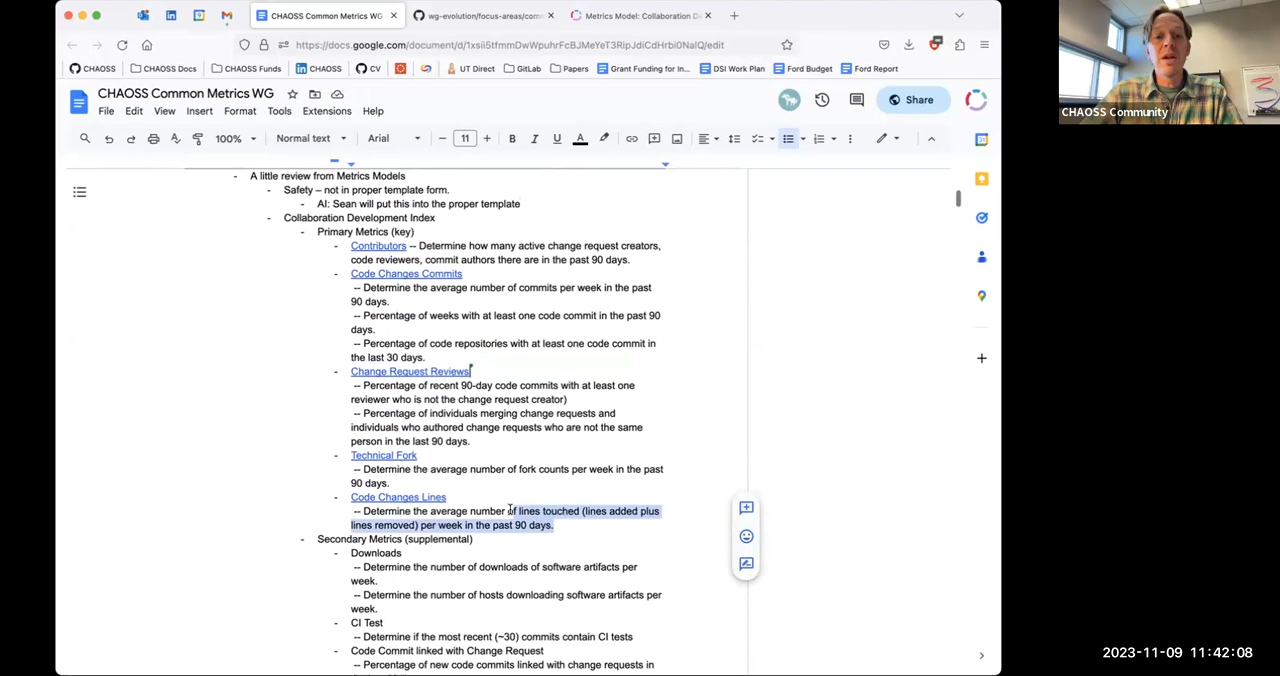 CHAOSS Common Metrics WG
wg-evolution/focus-areas/comm
Metrics Model: Collaboration De
https://docs.google.com/document/d/1xsii5tfmmDwWpuhrFcBJMeYeT3RipJdiCdHrbi0NalQ/edit
CHAOSS
CHAOSS Docs
CHAOSS Funds
CHAOSS
CV
: Direct
GitLab
Papers
Grant Funding for In...
DSI Work Plan
Ford Budget
Ford Report
CHAOSS Common Metrics WG
File Edit View Insert Format Tools Extensions Help
Share
100% Normal text Arial 11 B I U A
A little review from Metrics Models
- Safety – not in proper template form.
- AI: Sean will put this into the proper template
- Collaboration Development Index
- Primary Metrics (key)
- Contributors -- Determine how many active change request creators,
code reviewers, commit authors there are in the past 90 days.
- Code Changes Commits
-- Determine the average number of commits per week in the past
90 days.
-- Percentage of weeks with at least one code commit in the past 90
days.
-- Percentage of code repositories with at least one code commit in
the last 30 days.
- Change Request Reviews
-- Percentage of recent 90-day code commits with at least one
reviewer who is not the change request creator)
-- Percentage of individuals merging change requests and
individuals who authored change requests who are not the same
person in the last 90 days.
- Technical Fork
-- Determine the average number of fork counts per week in the past
90 days.
- Code Changes Lines
-- Determine the average number of lines touched (lines added plus
lines removed) per week in the past 90 days.
- Secondary Metrics (supplemental)
- Downloads
-- Determine the number of downloads of software artifacts per
week.
-- Determine the number of hosts downloading software artifacts per
week.
- CI Test
-- Determine if the most recent (~30) commits contain CI tests
- Code Commit linked with Change Request
-- Percentage of new code commits linked with change requests in
CHAOSS Community
2023-11-09 11:42:08